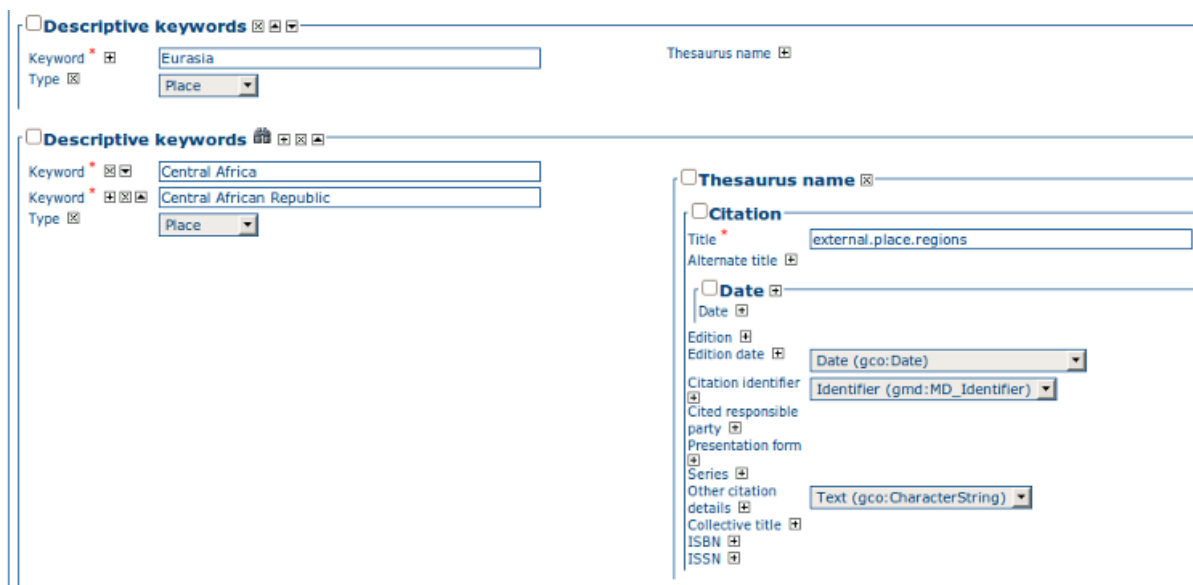 Descriptive keywords
Keyword * Eurasia
Thesaurus name
Type Place
Descriptive keywords
Keyword * Central Africa
Keyword * Central African Republic
Type Place
Thesaurus name
Citation
Title * external.place.regions
Alternate title
Date
Date
Edition
Edition date Date (gco:Date)
Citation identifier Identifier (gmd:MD_Identifier)
Cited responsible
party
Presentation form
Series
Other citation
details Text (gco:CharacterString)
Collective title
ISBN
ISSN